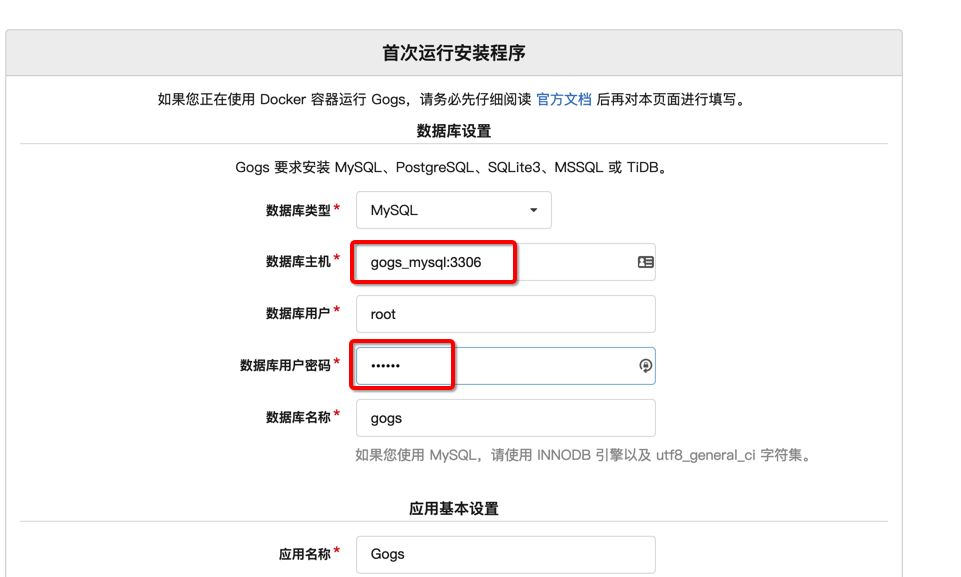 首次运行安装程序
如果您正在使用 Docker 容器运行 Gogs，请务必先仔细阅读 官方文档 后再对本页面进行填写。
数据库设置
Gogs 要求安装 MySQL、PostgreSQL、SQLite3、MSSQL 或 TiDB。
数据库类型* MySQL
数据库主机* gogs_mysql:3306
数据库用户* root
数据库用户密码* ••••••
数据库名称* gogs
如果您使用 MySQL，请使用 INNODB 引擎以及 utf8_general_ci 字符集。
应用基本设置
应用名称* Gogs